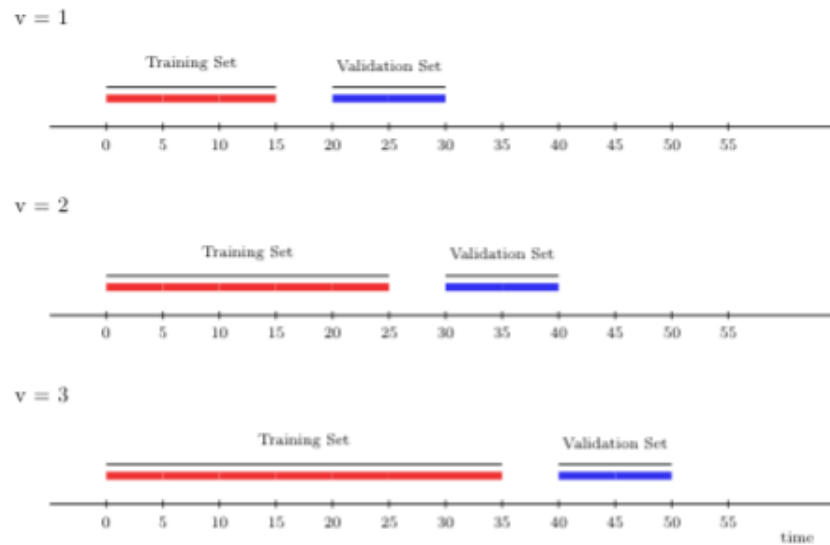 v = 1
Training Set
Validation Set
0 5 10 15 20 25 30 35 40 45 50 55
v = 2
Training Set
Validation Set
0 5 10 15 20 25 30 35 40 45 50 55
v = 3
Training Set
Validation Set
0 5 10 15 20 25 30 35 40 45 50 55
time